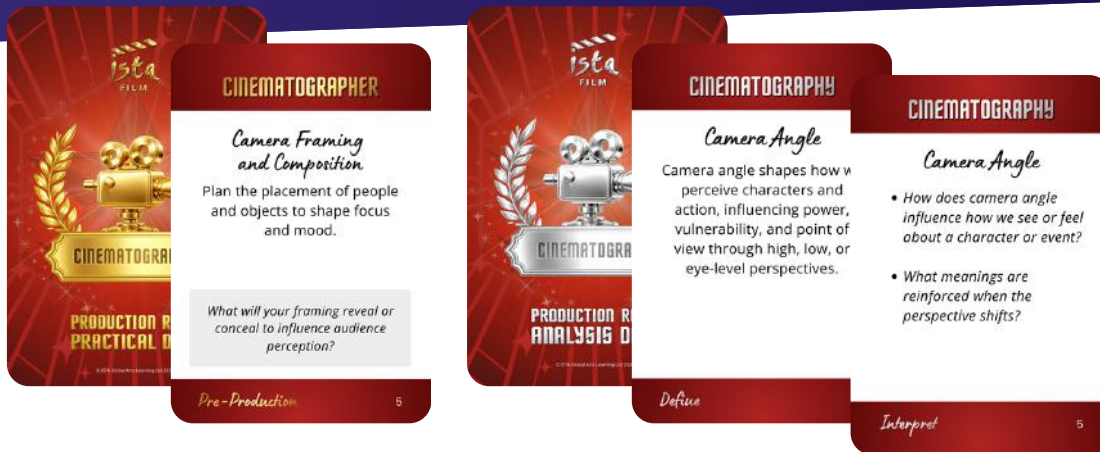 ista
FILM
CINEMATOGRA
PRODUCTION R
PRACTICAL D
CINEMATOGRAPHER
Camera Framing
and Composition
Plan the placement of people
and objects to shape focus
and mood.
What will your framing reveal or
conceal to influence audience
perception?
Pre-Production
5
ista
FILM
CINEMATOGRA
PRODUCTION R
ANALYSIS D
CINEMATOGRAPHY
Camera Angle
Camera angle shapes how w
perceive characters and
action, influencing power,
vulnerability, and point of
view through high, low, or
eye-level perspectives.
Define
CINEMATOGRAPHY
Camera Angle
• How does camera angle
influence how we see or feel
about a character or event?
• What meanings are
reinforced when the
perspective shifts?
Interpret
5